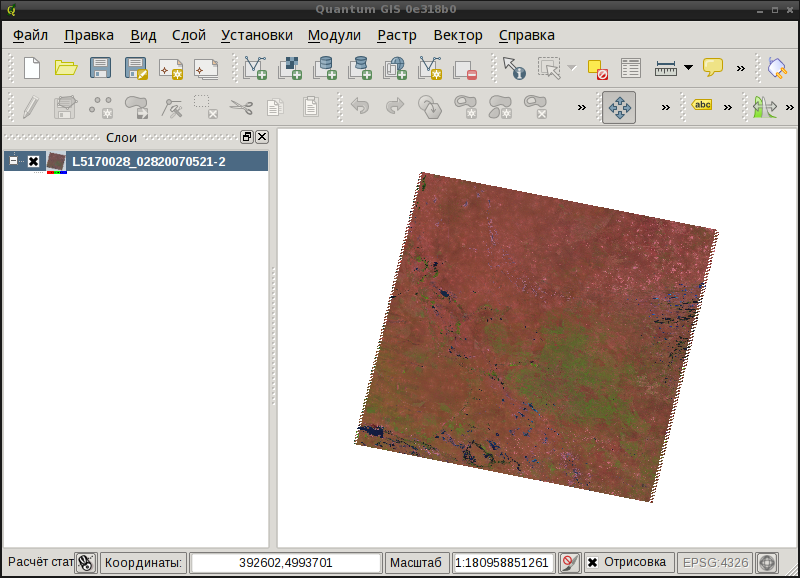 Quantum GIS 0e318b0
Файл Правка Вид Слой Установки Модули Растр Вектор Справка
abc
Слои
L5170028_02820070521-2
Расчёт стат
Координаты: 392602,4993701 Масштаб 1:180958851261 Отрисовка EPSG:4326